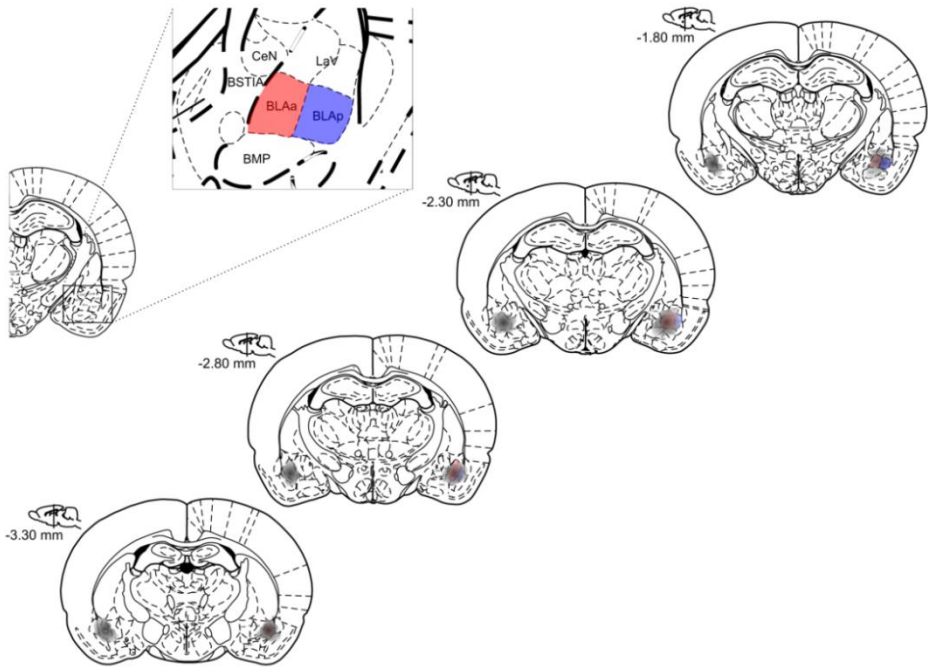 CeN
LaV
BSTIA
BLAa
BLAp
BMP
-1.80 mm
-2.30 mm
-2.80 mm
-3.30 mm